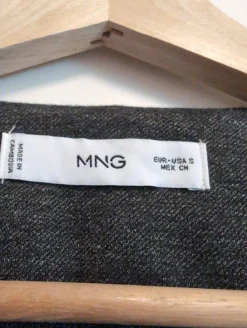 MADE IN
CAMBODIA
MNG
EUR-USA S
MEX CH